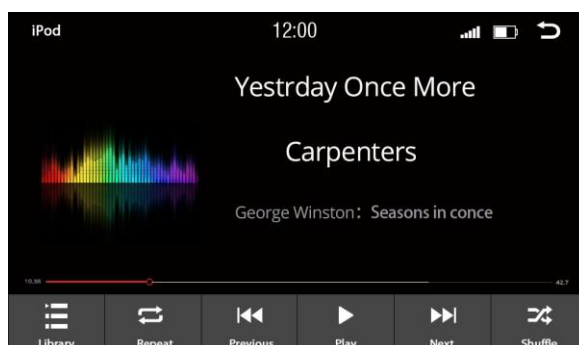 iPod 12:00
Yestrday Once More
Carpenters
George Winston: Seasons in conce
10.38 42.7
Library Repeat Previous Play Next Shuffle